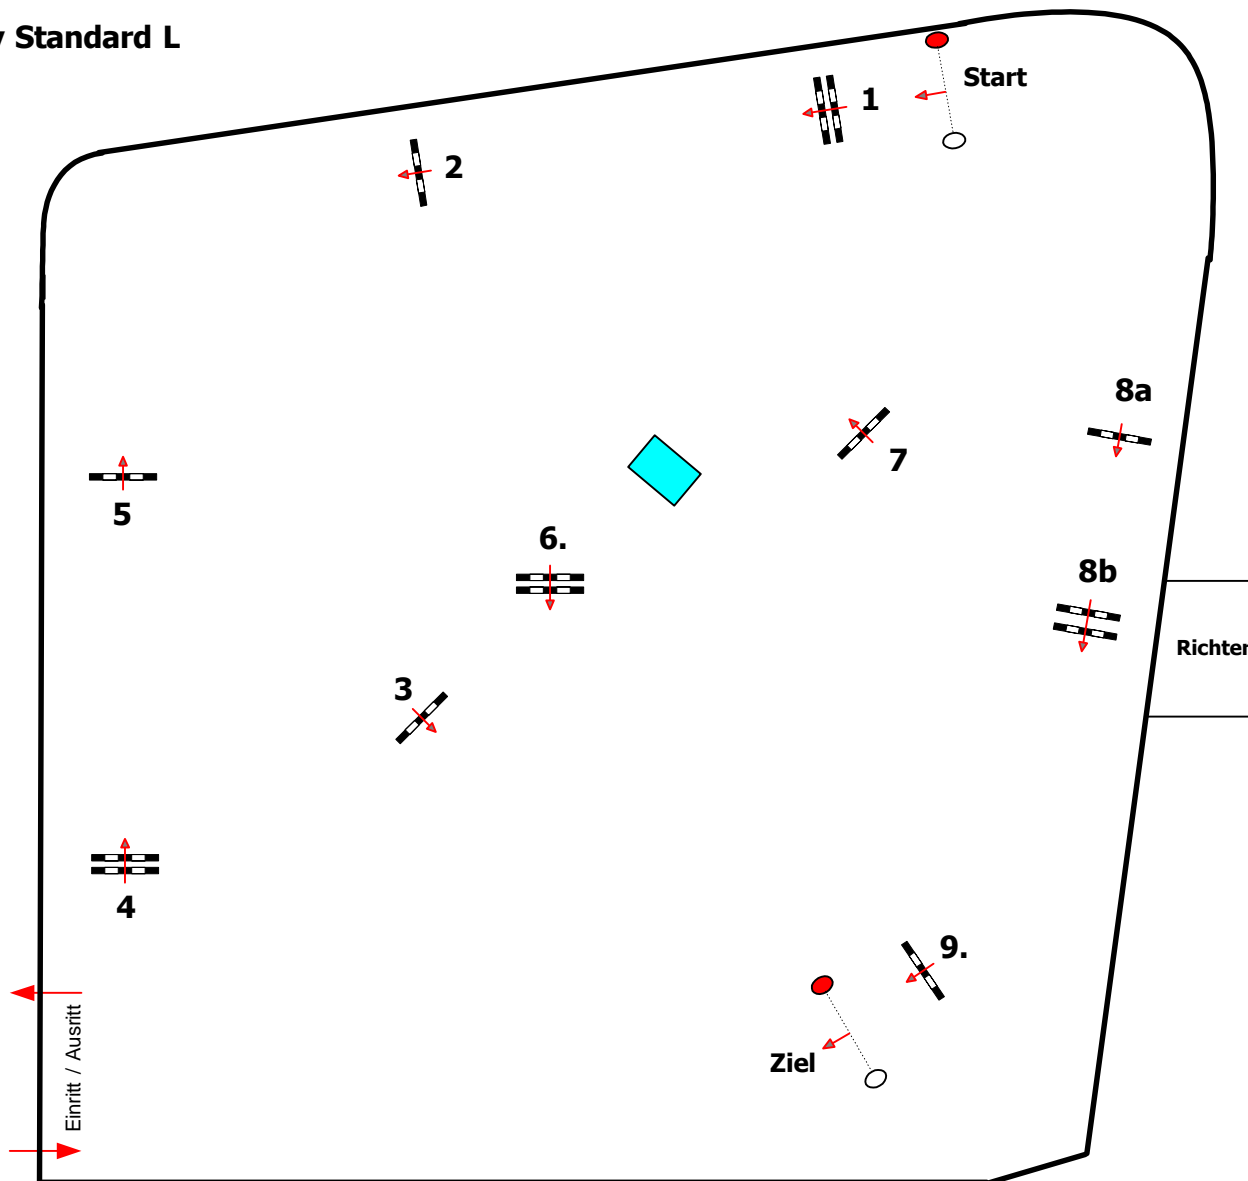 Standard L
Start
1
2
8a
7
5
6.
8b
Richter
3
4
9.
Einritt / Ausritt
Ziel